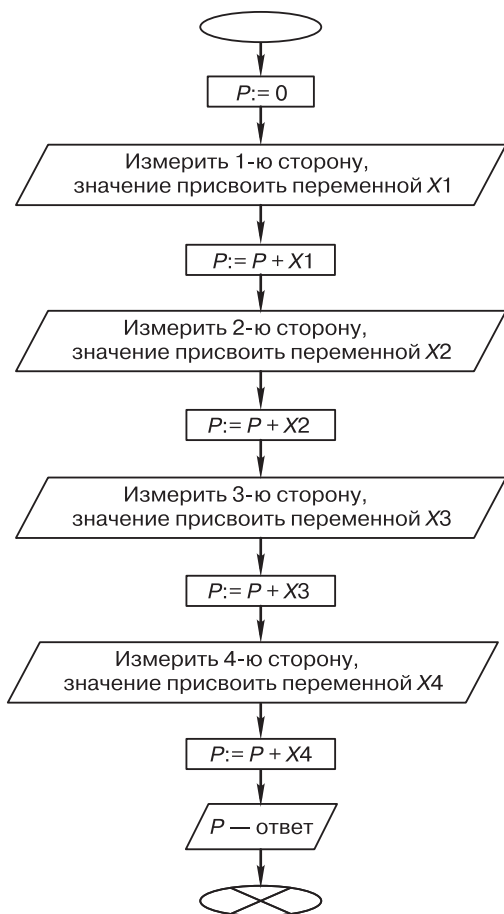 P:= 0
Измерить 1-ю сторону,
значение присвоить переменной X1
P:= P + X1
Измерить 2-ю сторону,
значение присвоить переменной X2
P:= P + X2
Измерить 3-ю сторону,
значение присвоить переменной X3
P:= P + X3
Измерить 4-ю сторону,
значение присвоить переменной X4
P:= P + X4
P — ответ